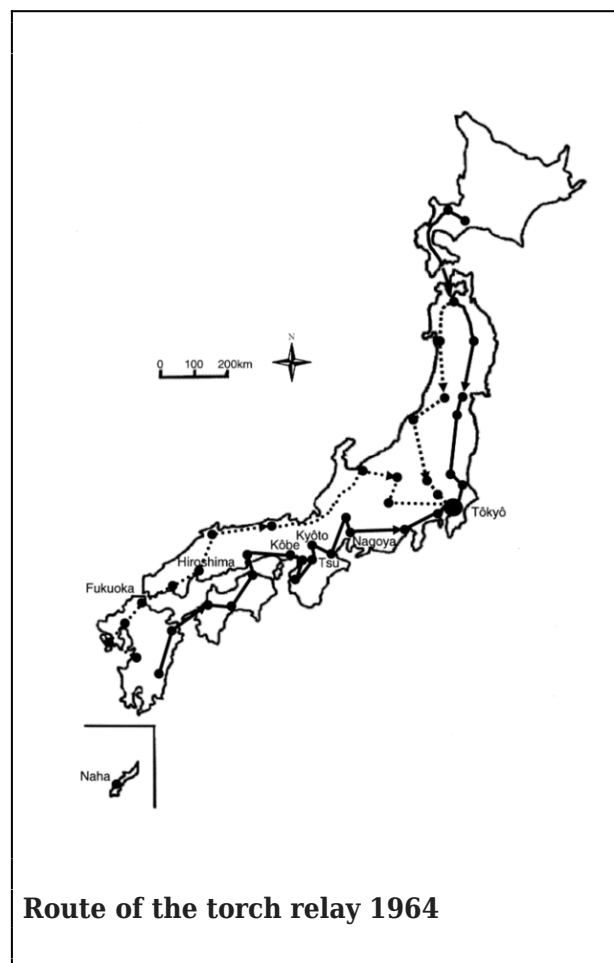 N
0 100 200km
Tôkyô
Kyôto
Nagoya
Kôbe
Tsu
Hiroshima
Fukuoka
Naha
Route of the torch relay 1964